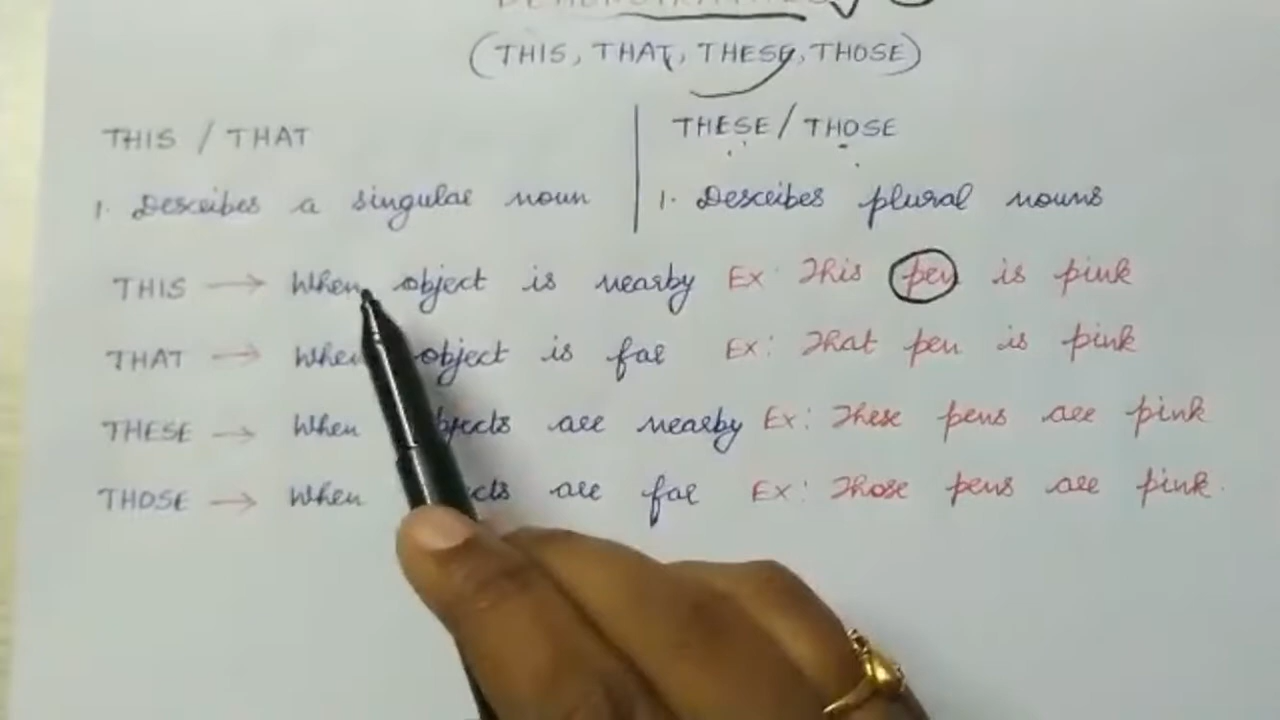 (THIS, THAT, THESE, THOSE)
THIS / THAT
THESE / THOSE
1. Describes a singular noun
1. Describes plural nouns
THIS → When object is nearby Ex: This pen is pink
THAT → When object is far Ex: That pen is pink
THESE → When are nearby Ex: These pens are pink
THOSE → When are far Ex: Those pens are pink.